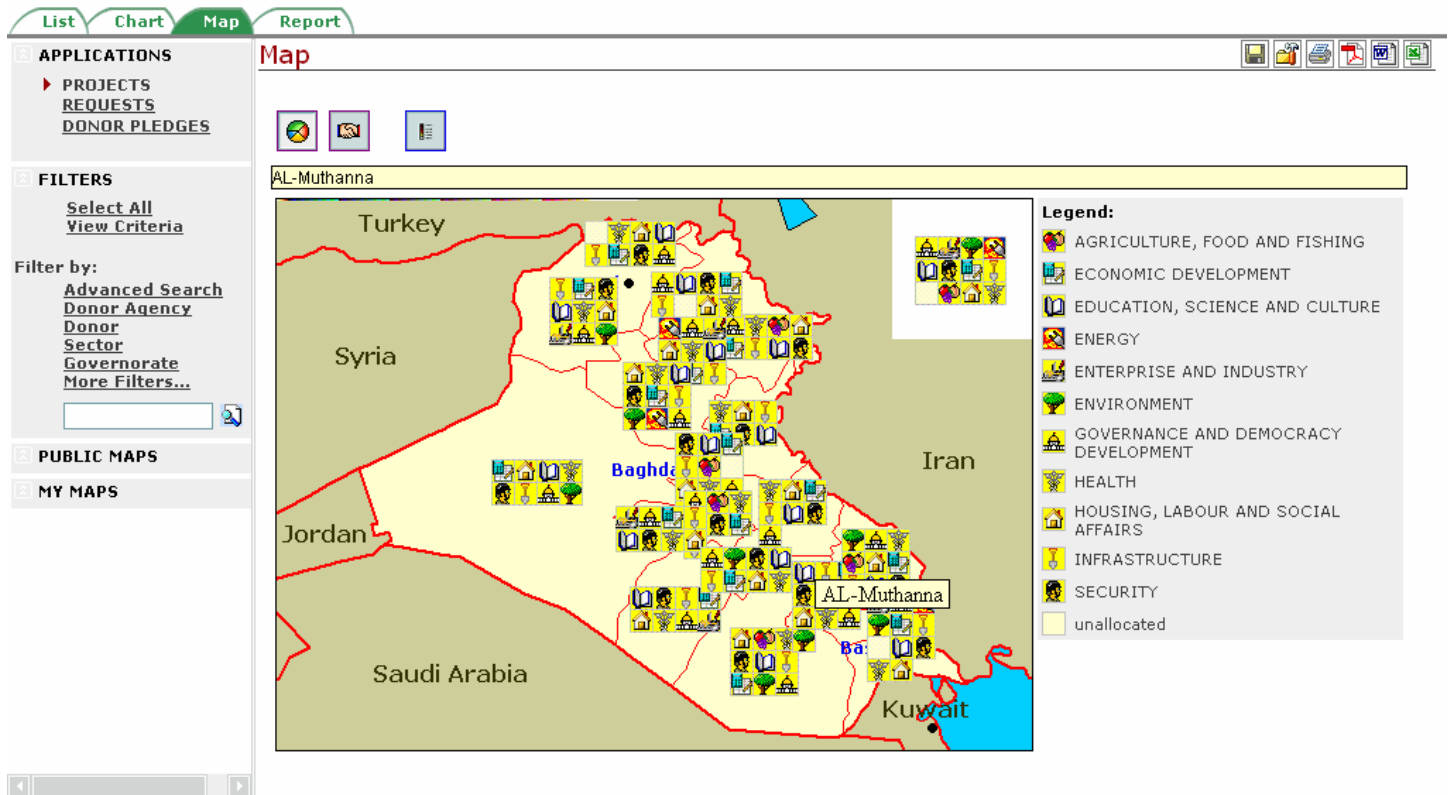 List Chart Map Report
APPLICATIONS
PROJECTS
REQUESTS
DONOR PLEDGES
FILTERS
Select All
View Criteria
Filter by:
Advanced Search
Donor Agency
Donor
Sector
Governorate
More Filters...
PUBLIC MAPS
MY MAPS
Map
AL-Muthanna
Turkey
Syria
Iran
Baghda
Jordan
AL-Muthanna
Bas
Saudi Arabia
Kuwait
Legend:
AGRICULTURE, FOOD AND FISHING
ECONOMIC DEVELOPMENT
EDUCATION, SCIENCE AND CULTURE
ENERGY
ENTERPRISE AND INDUSTRY
ENVIRONMENT
GOVERNANCE AND DEMOCRACY
DEVELOPMENT
HEALTH
HOUSING, LABOUR AND SOCIAL
AFFAIRS
INFRASTRUCTURE
SECURITY
unallocated